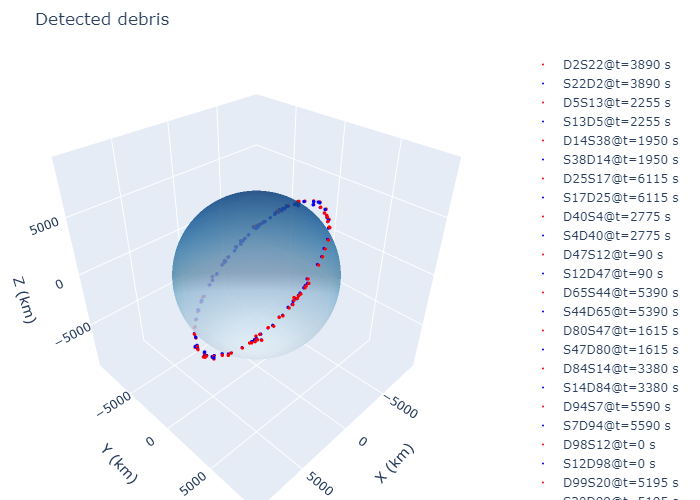 Detected debris
D2S22@t=3890 s
S22D2@t=3890 s
D5S13@t=2255 s
S13D5@t=2255 s
D14S38@t=1950 s
S38D14@t=1950 s
D25S17@t=6115 s
S17D25@t=6115 s
D40S4@t=2775 s
S4D40@t=2775 s
D47S12@t=90 s
S12D47@t=90 s
D65S44@t=5390 s
S44D65@t=5390 s
D80S47@t=1615 s
S47D80@t=1615 s
D84S14@t=3380 s
S14D84@t=3380 s
D94S7@t=5590 s
S7D94@t=5590 s
D98S12@t=0 s
S12D98@t=0 s
D99S20@t=5195 s
5000
0
−5000
Z (km)
−5000
0
5000
Y (km)
−5000
0
5000
X (km)